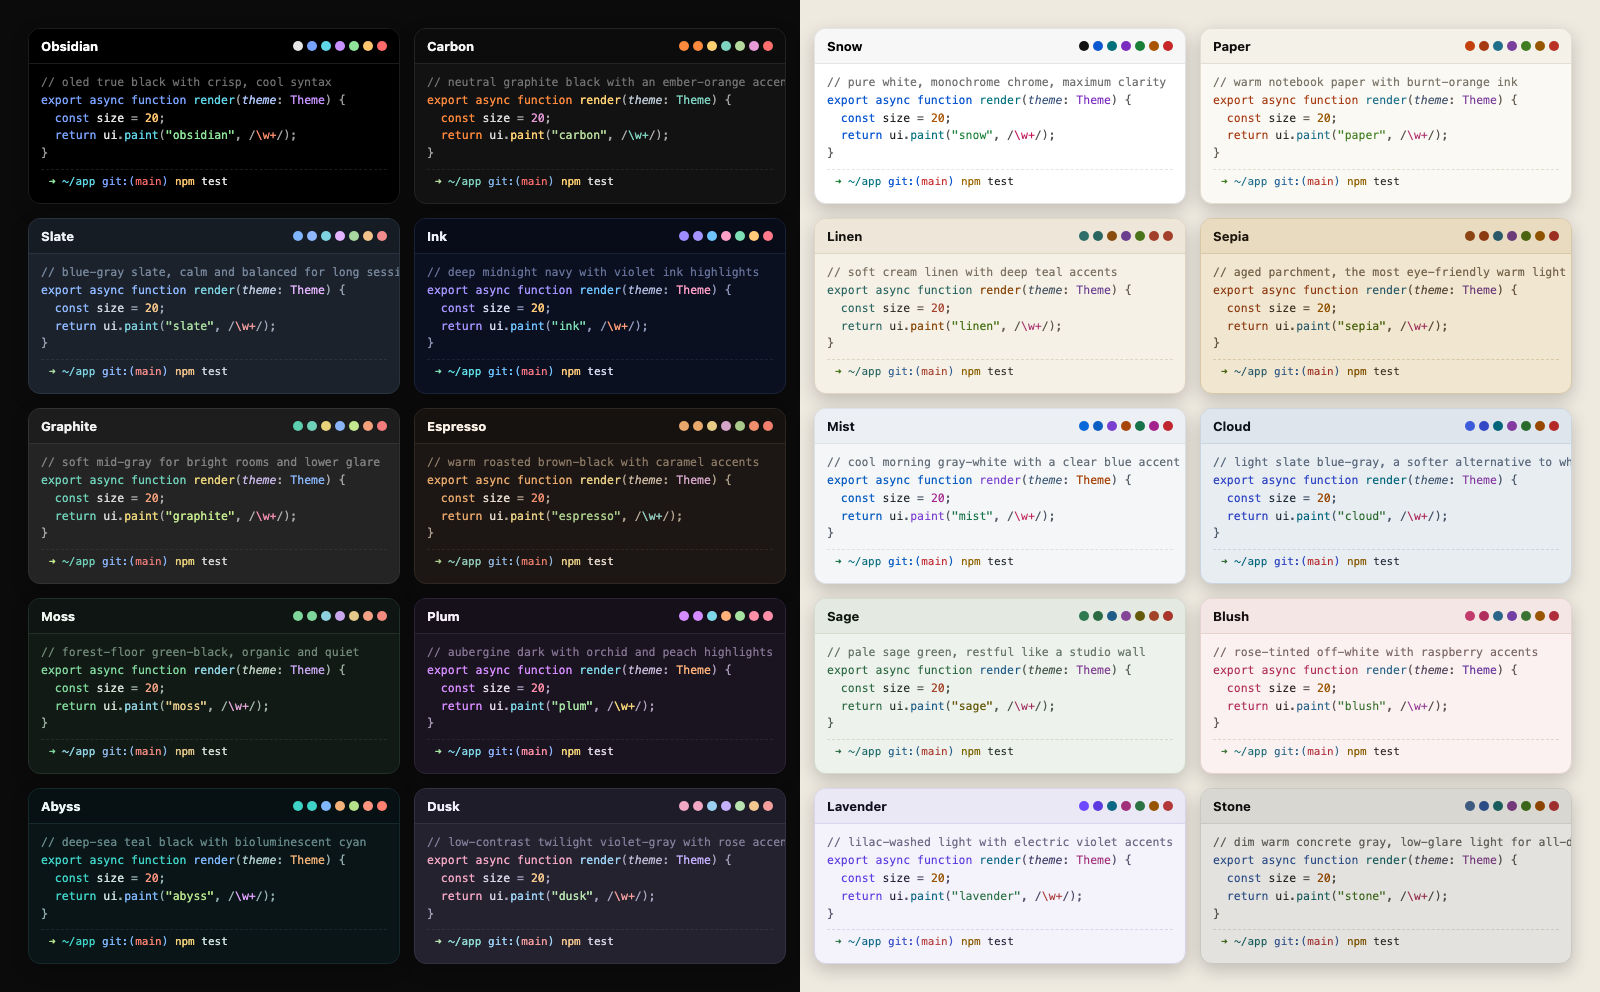 Obsidian
// oled true black with crisp, cool syntax
export async function render(theme: Theme) {
const size = 20;
return ui.paint("obsidian", /\w+/);
}
➜ ~/app git:(main) npm test
Carbon
// neutral graphite black with an ember-orange accen
export async function render(theme: Theme) {
const size = 20;
return ui.paint("carbon", /\w+/);
}
➜ ~/app git:(main) npm test
Snow
// pure white, monochrome chrome, maximum clarity
export async function render(theme: Theme) {
const size = 20;
return ui.paint("snow", /\w+/);
}
➜ ~/app git:(main) npm test
Paper
// warm notebook paper with burnt-orange ink
export async function render(theme: Theme) {
const size = 20;
return ui.paint("paper", /\w+/);
}
➜ ~/app git:(main) npm test
Slate
// blue-gray slate, calm and balanced for long sessi
export async function render(theme: Theme) {
const size = 20;
return ui.paint("slate", /\w+/);
}
➜ ~/app git:(main) npm test
Ink
// deep midnight navy with violet ink highlights
export async function render(theme: Theme) {
const size = 20;
return ui.paint("ink", /\w+/);
}
➜ ~/app git:(main) npm test
Linen
// soft cream linen with deep teal accents
export async function render(theme: Theme) {
const size = 20;
return ui.paint("linen", /\w+/);
}
➜ ~/app git:(main) npm test
Sepia
// aged parchment, the most eye-friendly warm light
export async function render(theme: Theme) {
const size = 20;
return ui.paint("sepia", /\w+/);
}
➜ ~/app git:(main) npm test
Graphite
// soft mid-gray for bright rooms and lower glare
export async function render(theme: Theme) {
const size = 20;
return ui.paint("graphite", /\w+/);
}
➜ ~/app git:(main) npm test
Espresso
// warm roasted brown-black with caramel accents
export async function render(theme: Theme) {
const size = 20;
return ui.paint("espresso", /\w+/);
}
➜ ~/app git:(main) npm test
Mist
// cool morning gray-white with a clear blue accent
export async function render(theme: Theme) {
const size = 20;
return ui.paint("mist", /\w+/);
}
➜ ~/app git:(main) npm test
Cloud
// light slate blue-gray, a softer alternative to wh
export async function render(theme: Theme) {
const size = 20;
return ui.paint("cloud", /\w+/);
}
➜ ~/app git:(main) npm test
Moss
// forest-floor green-black, organic and quiet
export async function render(theme: Theme) {
const size = 20;
return ui.paint("moss", /\w+/);
}
➜ ~/app git:(main) npm test
Plum
// aubergine dark with orchid and peach highlights
export async function render(theme: Theme) {
const size = 20;
return ui.paint("plum", /\w+/);
}
➜ ~/app git:(main) npm test
Sage
// pale sage green, restful like a studio wall
export async function render(theme: Theme) {
const size = 20;
return ui.paint("sage", /\w+/);
}
➜ ~/app git:(main) npm test
Blush
// rose-tinted off-white with raspberry accents
export async function render(theme: Theme) {
const size = 20;
return ui.paint("blush", /\w+/);
}
➜ ~/app git:(main) npm test
Abyss
// deep-sea teal black with bioluminescent cyan
export async function render(theme: Theme) {
const size = 20;
return ui.paint("abyss", /\w+/);
}
➜ ~/app git:(main) npm test
Dusk
// low-contrast twilight violet-gray with rose accen
export async function render(theme: Theme) {
const size = 20;
return ui.paint("dusk", /\w+/);
}
➜ ~/app git:(main) npm test
Lavender
// lilac-washed light with electric violet accents
export async function render(theme: Theme) {
const size = 20;
return ui.paint("lavender", /\w+/);
}
➜ ~/app git:(main) npm test
Stone
// dim warm concrete gray, low-glare light for all-d
export async function render(theme: Theme) {
const size = 20;
return ui.paint("stone", /\w+/);
}
➜ ~/app git:(main) npm test